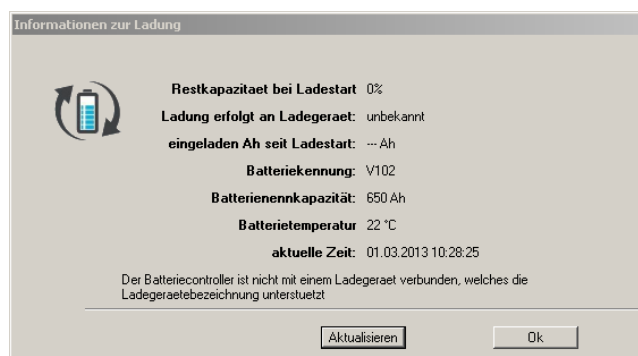 Informationen zur Ladung
Restkapazitaet bei Ladestart 0%
Ladung erfolgt an Ladegeraet: unbekannt
eingeladen Ah seit Ladestart: --- Ah
Batteriekennung: V102
Batterienennkapazität: 650 Ah
Batterietemperatur 22 °C
aktuelle Zeit: 01.03.2013 10:28:25
Der Batteriecontroller ist nicht mit einem Ladegeraet verbunden, welches die
Ladegeraetebezeichnung unterstuetzt
Aktualisieren Ok